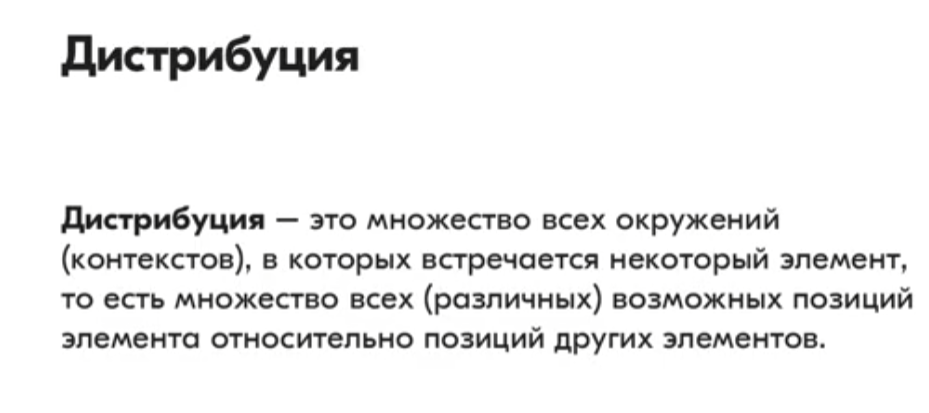 Дистрибуция
Дистрибуция — это множество всех окружений
(контекстов), в которых встречается некоторый элемент,
то есть множество всех (различных) возможных позиций
элемента относительно позиций других элементов.